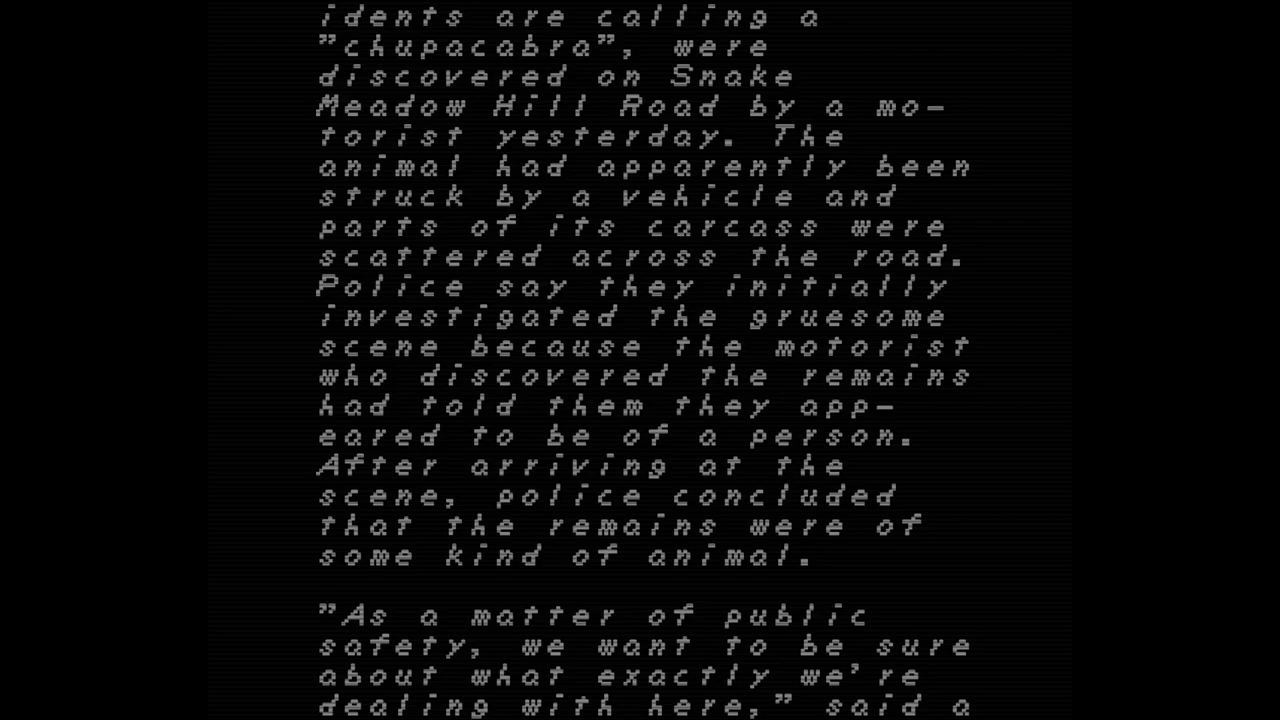 idents are calling a
"chupacabra", were
discovered on Snake
Meadow Hill Road by a mo-
torist yesterday. The
animal had apparently been
struck by a vehicle and
parts of its carcass were
scattered across the road.
Police say they initially
investigated the gruesome
scene because the motorist
who discovered the remains
had told them they app-
eared to be of a person.
After arriving at the
scene, police concluded
that the remains were of
some kind of animal.
"As a matter of public
safety, we want to be sure
about what exactly we're
dealing with here," said a